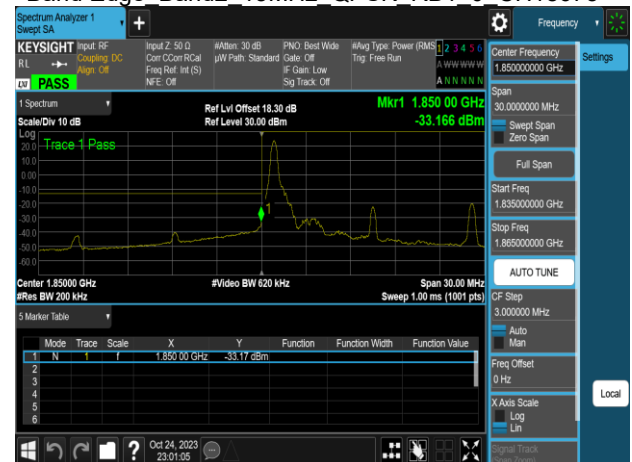 Spectrum Analyzer 1
Swept SA
Frequency
KEYSIGHT
RL
LXI
PASS
Input: RF
Coupling: DC
Align: Off
Input Z: 50 Ω
Corr CCorr RCal
Freq Ref: Int (S)
NFE: Off
#Atten: 30 dB
µW Path: Standard
PNO: Best Wide
Gate: Off
IF Gain: Low
Sig Track: Off
#Avg Type: Power (RMS
Trig: Free Run
1 2 3 4 5 6
A W W W W W
A N N N N N
1 Spectrum
Scale/Div 10 dB
Ref Lvl Offset 18.30 dB
Ref Level 30.00 dBm
Mkr1 1.850 00 GHz
-33.166 dBm
Log
Trace 1 Pass
20.0
10.0
0.00
-10.0
-20.0
-30.0
-40.0
-50.0
-60.0
1
Center 1.85000 GHz
#Res BW 200 kHz
#Video BW 620 kHz
Span 30.00 MHz
Sweep 1.00 ms (1001 pts)
5 Marker Table
Mode Trace Scale X Y Function Function Width Function Value
1 N 1 f 1.850 00 GHz -33.17 dBm
2
3
4
5
6
Oct 24, 2023
23:01:05
Center Frequency
1.850000000 GHz
Settings
Span
30.0000000 MHz
Swept Span
Zero Span
Full Span
Start Freq
1.835000000 GHz
Stop Freq
1.865000000 GHz
AUTO TUNE
CF Step
3.000000 MHz
Auto
Man
Freq Offset
0 Hz
X Axis Scale
Log
Lin
Local
Signal Track
(Span Zoom)